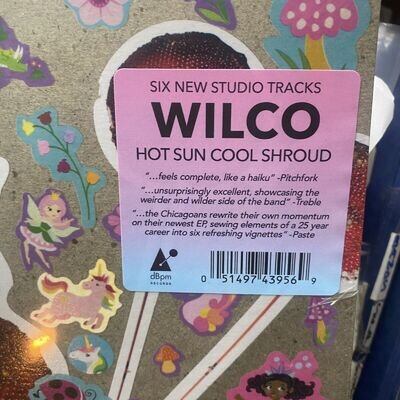 SIX NEW STUDIO TRACKS
WILCO
HOT SUN COOL SHROUD
“...feels complete, like a haiku” -Pitchfork
“...unsurprisingly excellent, showcasing the
weirder and wilder side of the band” -Treble
“...the Chicagoans rewrite their own momentum
on their newest EP, sewing elements of a 25 year
career into six refreshing vignettes” -Paste
dBpm
RECORDS
0 51497 43956 9